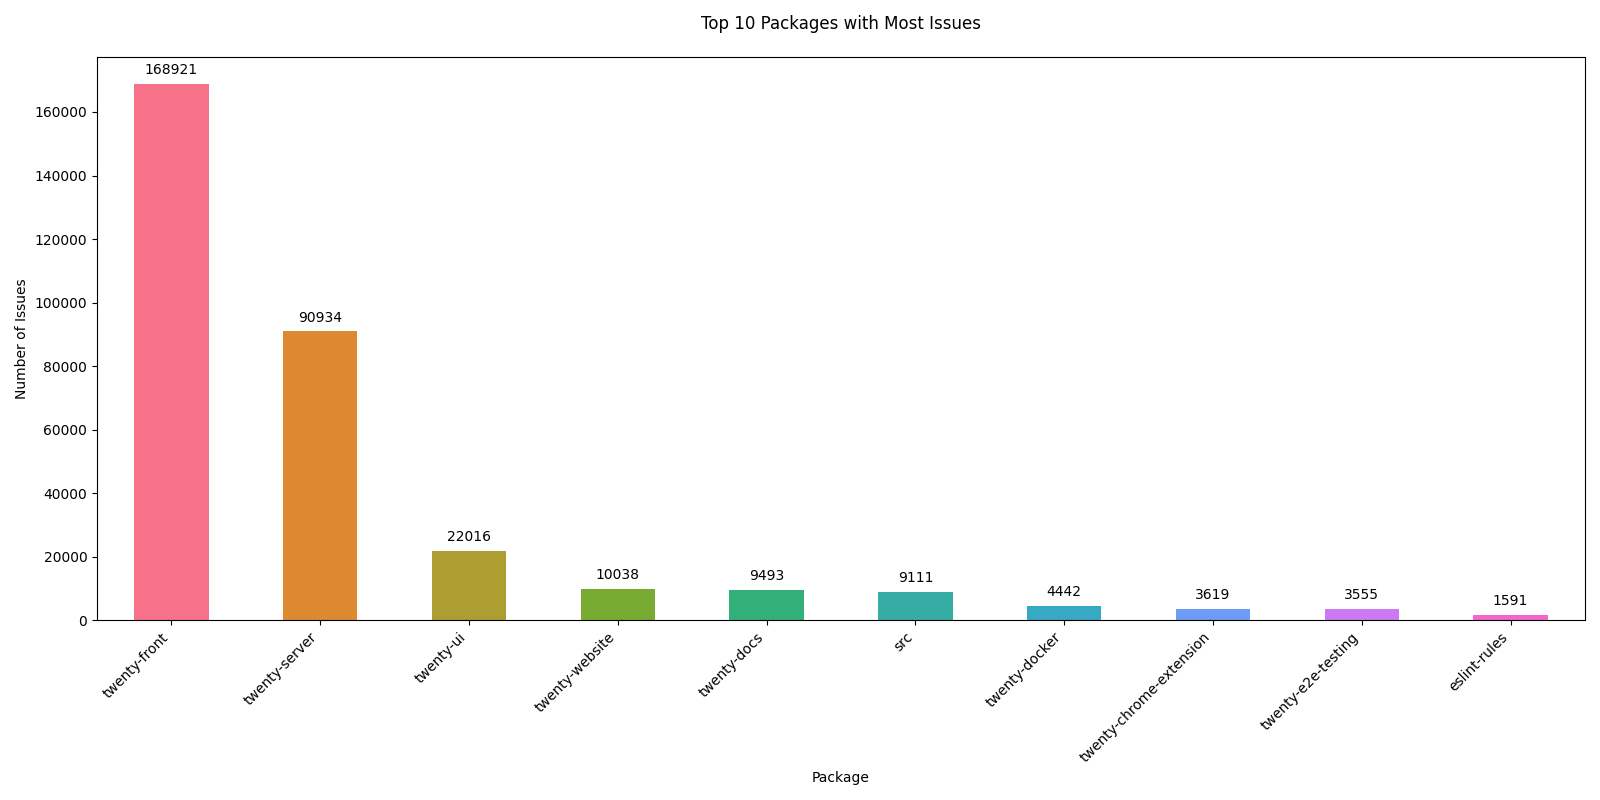 Top 10 Packages with Most Issues
168921
90934
22016
10038
9493
9111
4442
3619
3555
1591
160000
140000
120000
100000
80000
60000
40000
20000
0
Number of Issues
twenty-front
twenty-server
twenty-ui
twenty-website
twenty-docs
src
twenty-docker
twenty-chrome-extension
twenty-e2e-testing
eslint-rules
Package